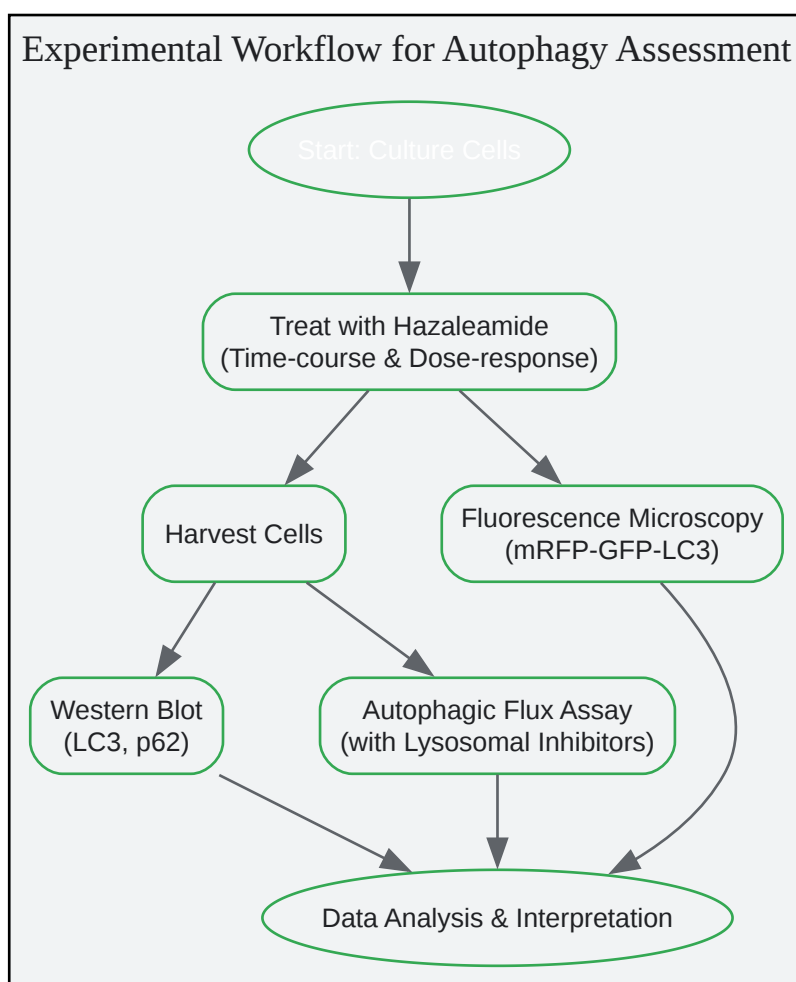 Experimental Workflow for Autophagy Assessment
Start: Culture Cells
Treat with Hazaleamide
(Time-course & Dose-response)
Harvest Cells
Fluorescence Microscopy
(mRFP-GFP-LC3)
Western Blot
(LC3, p62)
Autophagic Flux Assay
(with Lysosomal Inhibitors)
Data Analysis & Interpretation